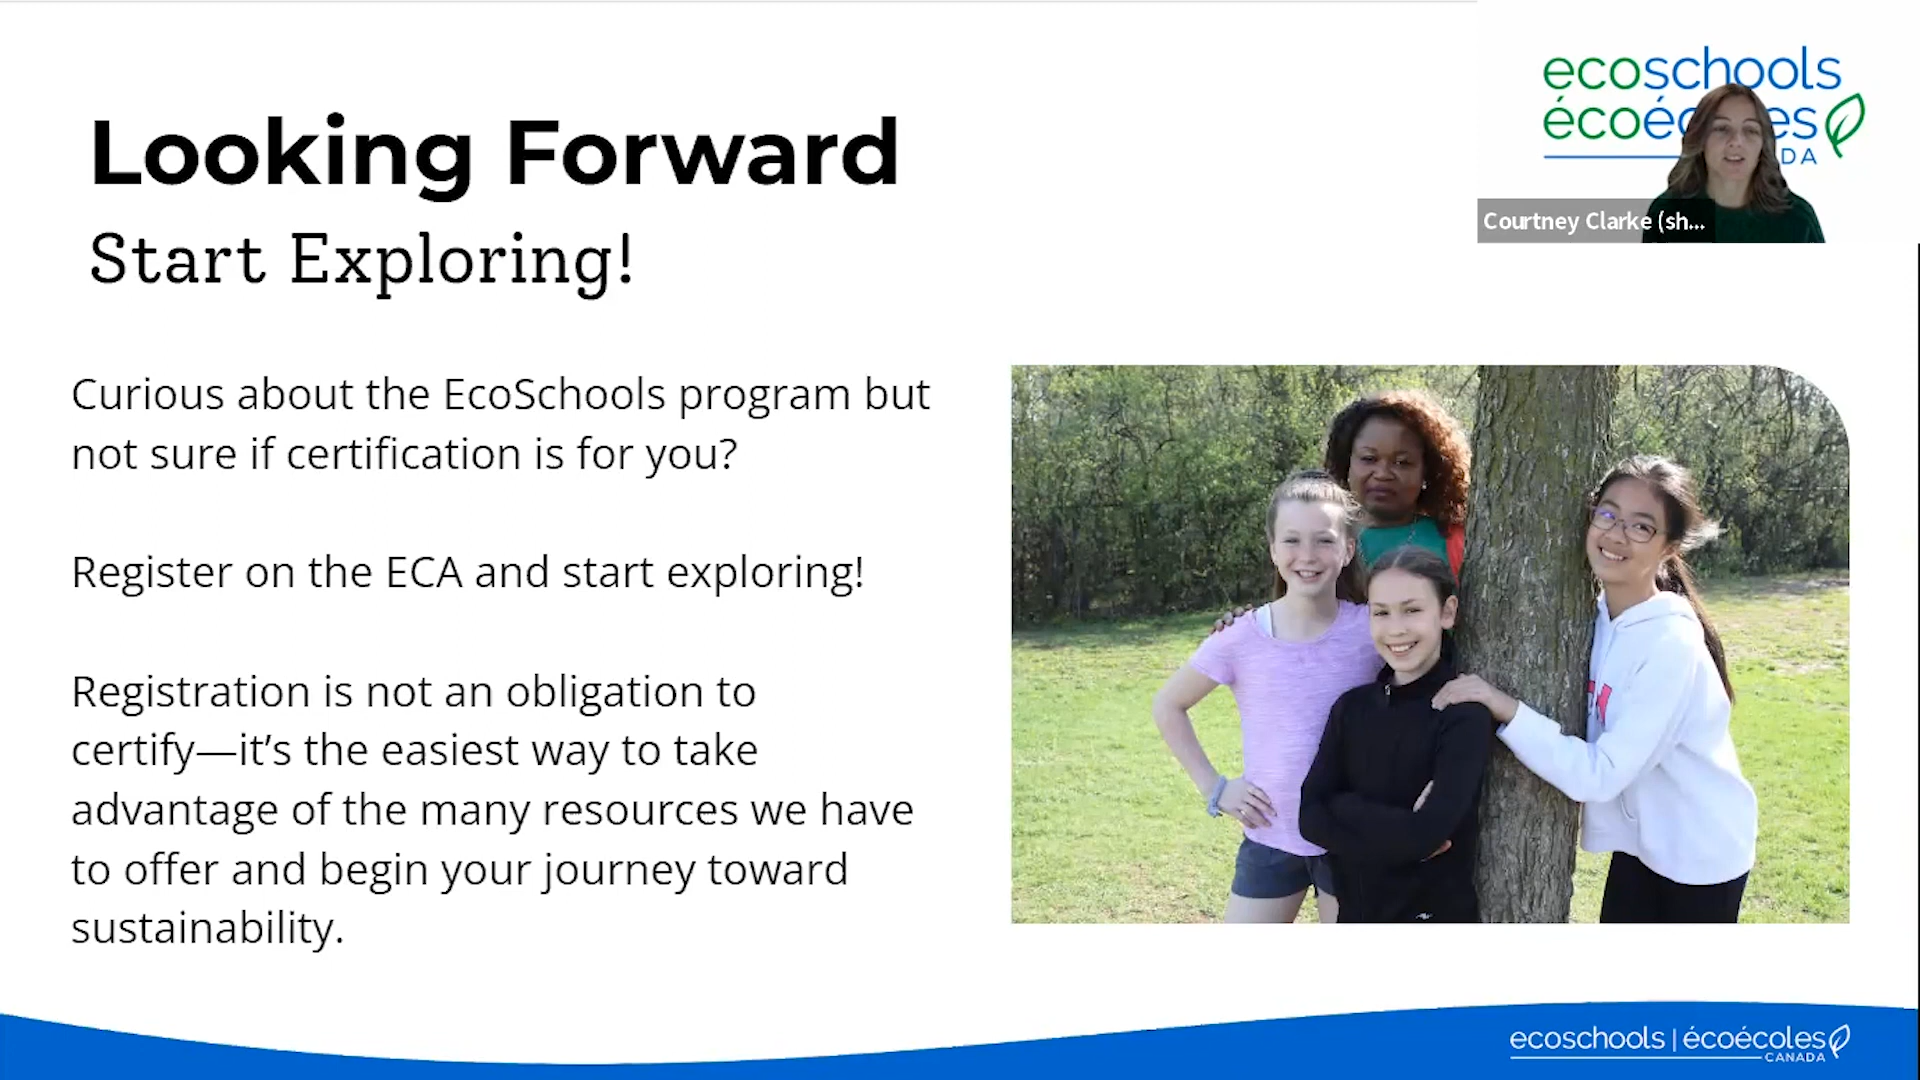 ecoschools
écoé
es
DA
Courtney Clarke (sh...
Looking Forward
Start Exploring!
Curious about the EcoSchools program but
not sure if certification is for you?
Register on the ECA and start exploring!
Registration is not an obligation to
certify—it’s the easiest way to take
advantage of the many resources we have
to offer and begin your journey toward
sustainability.
ecoschools | écoécoles
CANADA